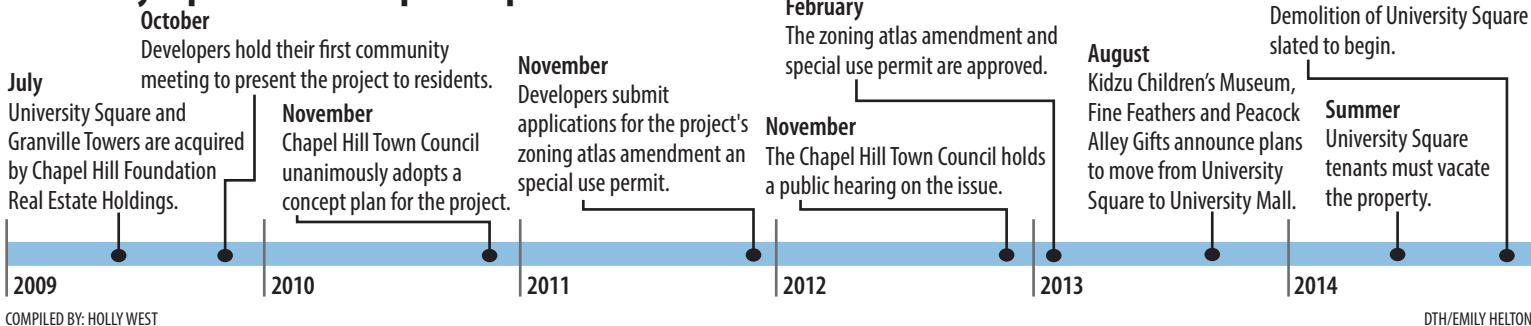 October
Developers hold their first community
meeting to present the project to residents.
July
University Square and
Granville Towers are acquired
by Chapel Hill Foundation
Real Estate Holdings.
November
Chapel Hill Town Council
unanimously adopts a
concept plan for the project.
November
Developers submit
applications for the project's
zoning atlas amendment an
special use permit.
February
The zoning atlas amendment and
special use permit are approved.
November
The Chapel Hill Town Council holds
a public hearing on the issue.
August
Kidzu Children's Museum,
Fine Feathers and Peacock
Alley Gifts announce plans
to move from University
Square to University Mall.
Demolition of University Square
slated to begin.
Summer
University Square
tenants must vacate
the property.
2009 2010 2011 2012 2013 2014
COMPILED BY: HOLLY WEST
DTH/EMILY HELTON